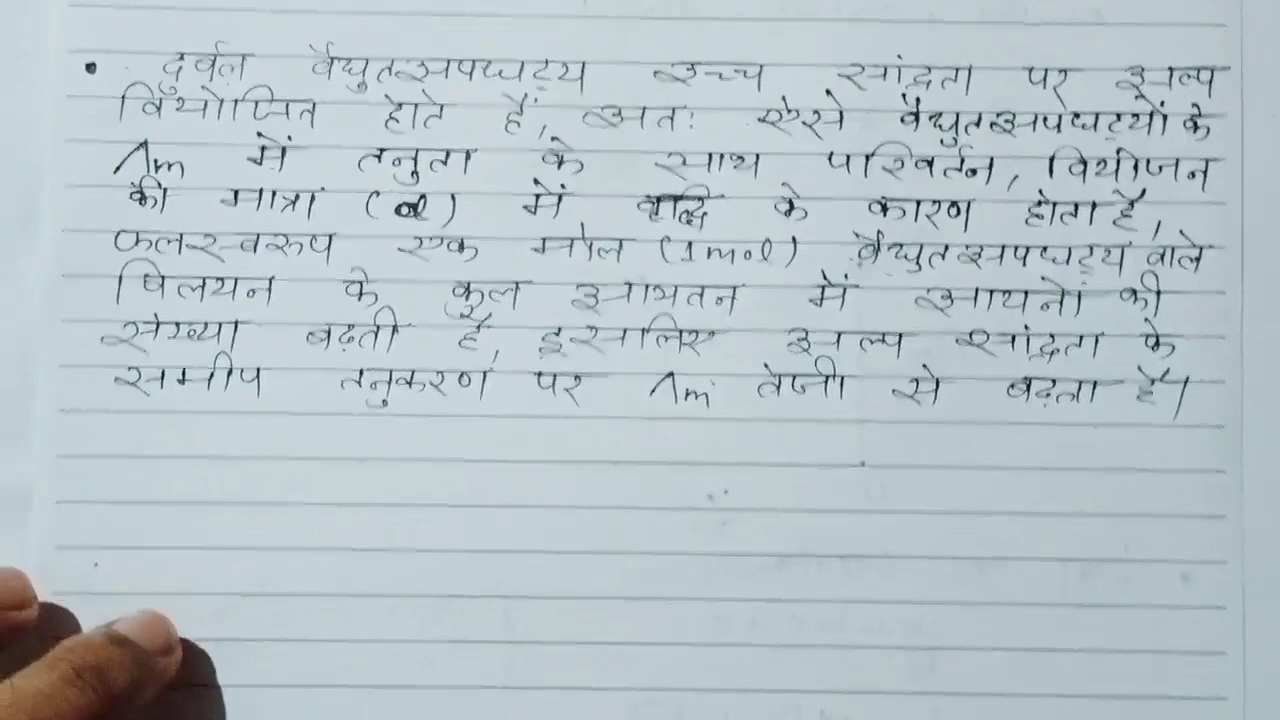 • दुर्बल वैद्युतअपघट्य उच्च सांद्रता पर अल्प
वियोजित होते हैं, अतः ऐसे वैद्युतअपघट्यों के
Λm में तनुता के साथ परिवर्तन, वियोजन
की मात्रा (α) में वृद्धि के कारण होता है,
फलस्वरूप एक मोल (1mol) वैद्युतअपघट्य वाले
विलयन के कुल आयतन में आयनों की
संख्या बढ़ती है, इसलिए अल्प सांद्रता के
समीप तनुकरण पर Λm तेजी से बढ़ता है।